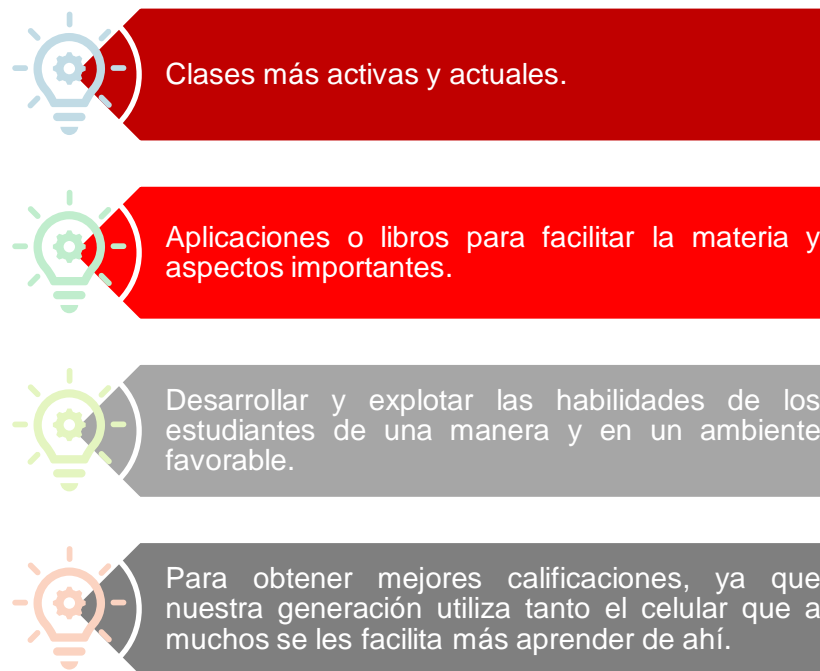 Clases más activas y actuales.
Aplicaciones o libros para facilitar la materia y
aspectos importantes.
Desarrollar y explotar las habilidades de los
estudiantes de una manera y en un ambiente
favorable.
Para obtener mejores calificaciones, ya que
nuestra generación utiliza tanto el celular que a
muchos se les facilita más aprender de ahí.